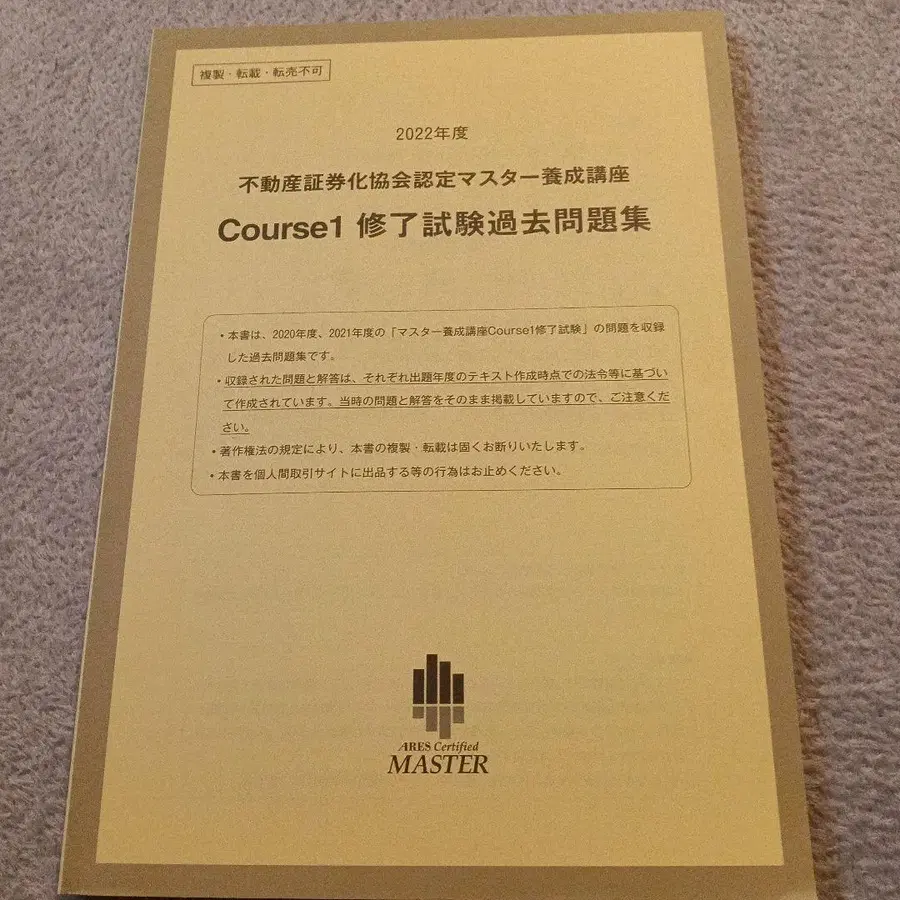 複製・転載・転売不可
2022年度
不動産証券化協会認定マスター養成講座
Course1 修了試験過去問題集
・本書は、2020年度、2021年度の「マスター養成講座Course1修了試験」の問題を収録
した過去問題集です。
・収録された問題と解答は、それぞれ出題年度のテキスト作成時点での法令等に基づい
て作成されています。当時の問題と解答をそのまま掲載していますので、ご注意くだ
さい。
・著作権法の規定により、本書の複製・転載は固くお断りいたします。
・本書を個人間取引サイトに出品する等の行為はお止めください。
ARES Certified
MASTER